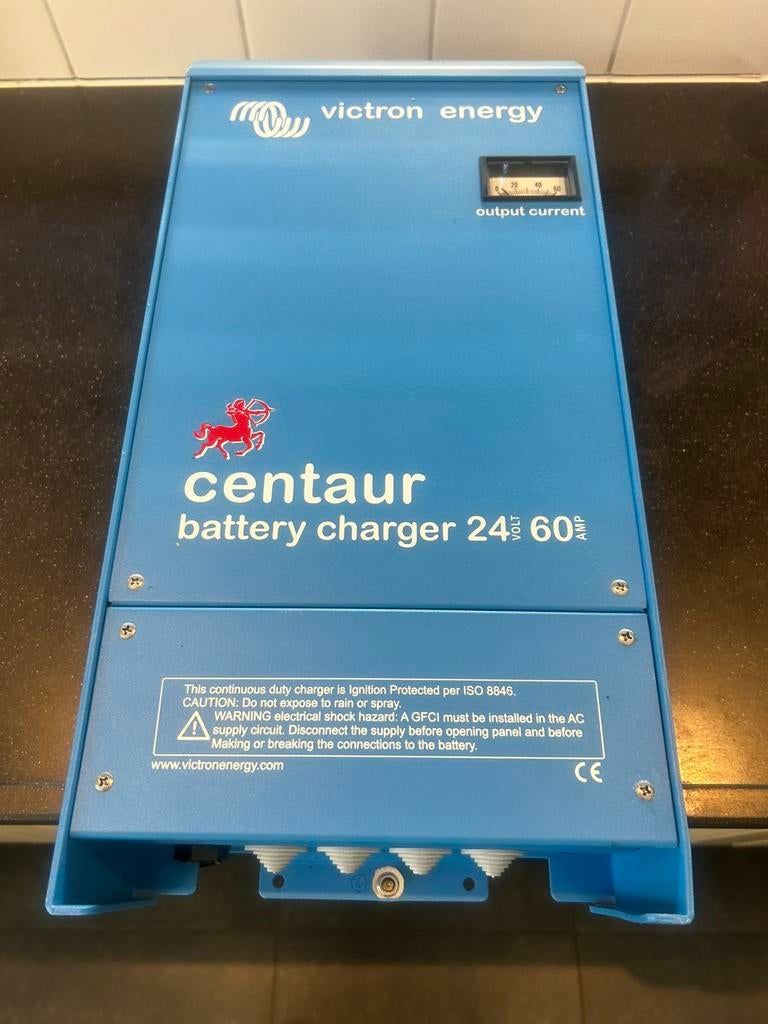 victron energy
0 20 40 60
output current
centaur
battery charger 24 VOLT 60 AMP
This continuous duty charger is Ignition Protected per ISO 8846.
CAUTION: Do not expose to rain or spray.
WARNING electrical shock hazard: A GFCI must be installed in the AC
supply circuit. Disconnect the supply before opening panel and before
Making or breaking the connections to the battery.
www.victronenergy.com
CE